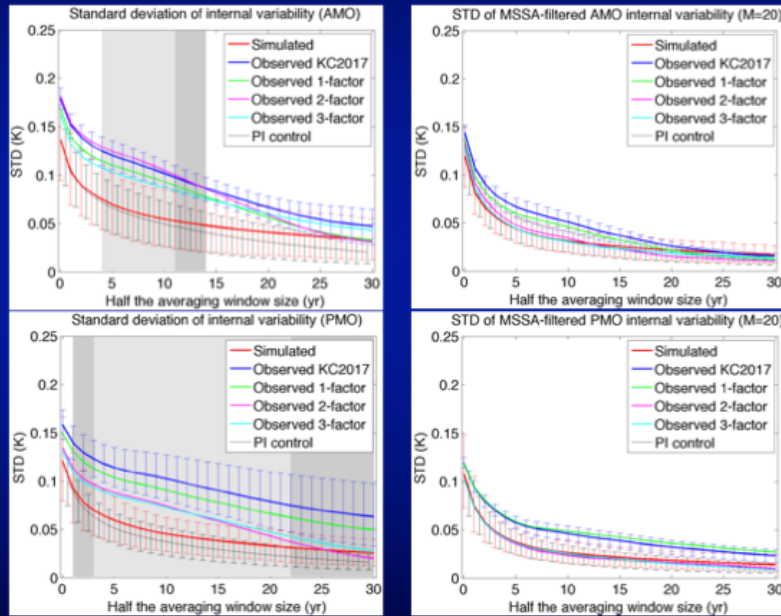 Standard deviation of internal variability (AMO)
0.25
0.2
0.15
0.1
0.05
0
STD (K)
Simulated
Observed KC2017
Observed 1-factor
Observed 2-factor
Observed 3-factor
PI control
0 5 10 15 20 25 30
Half the averaging window size (yr)
STD of MSSA-filtered AMO internal variability (M=20)
0.25
0.2
0.15
0.1
0.05
0
STD (K)
Simulated
Observed KC2017
Observed 1-factor
Observed 2-factor
Observed 3-factor
PI control
0 5 10 15 20 25 30
Half the averaging window size (yr)
Standard deviation of internal variability (PMO)
0.25
0.2
0.15
0.1
0.05
0
STD (K)
Simulated
Observed KC2017
Observed 1-factor
Observed 2-factor
Observed 3-factor
PI control
0 5 10 15 20 25 30
Half the averaging window size (yr)
STD of MSSA-filtered PMO internal variability (M=20)
0.25
0.2
0.15
0.1
0.05
0
STD (K)
Simulated
Observed KC2017
Observed 1-factor
Observed 2-factor
Observed 3-factor
PI control
0 5 10 15 20 25 30
Half the averaging window size (yr)